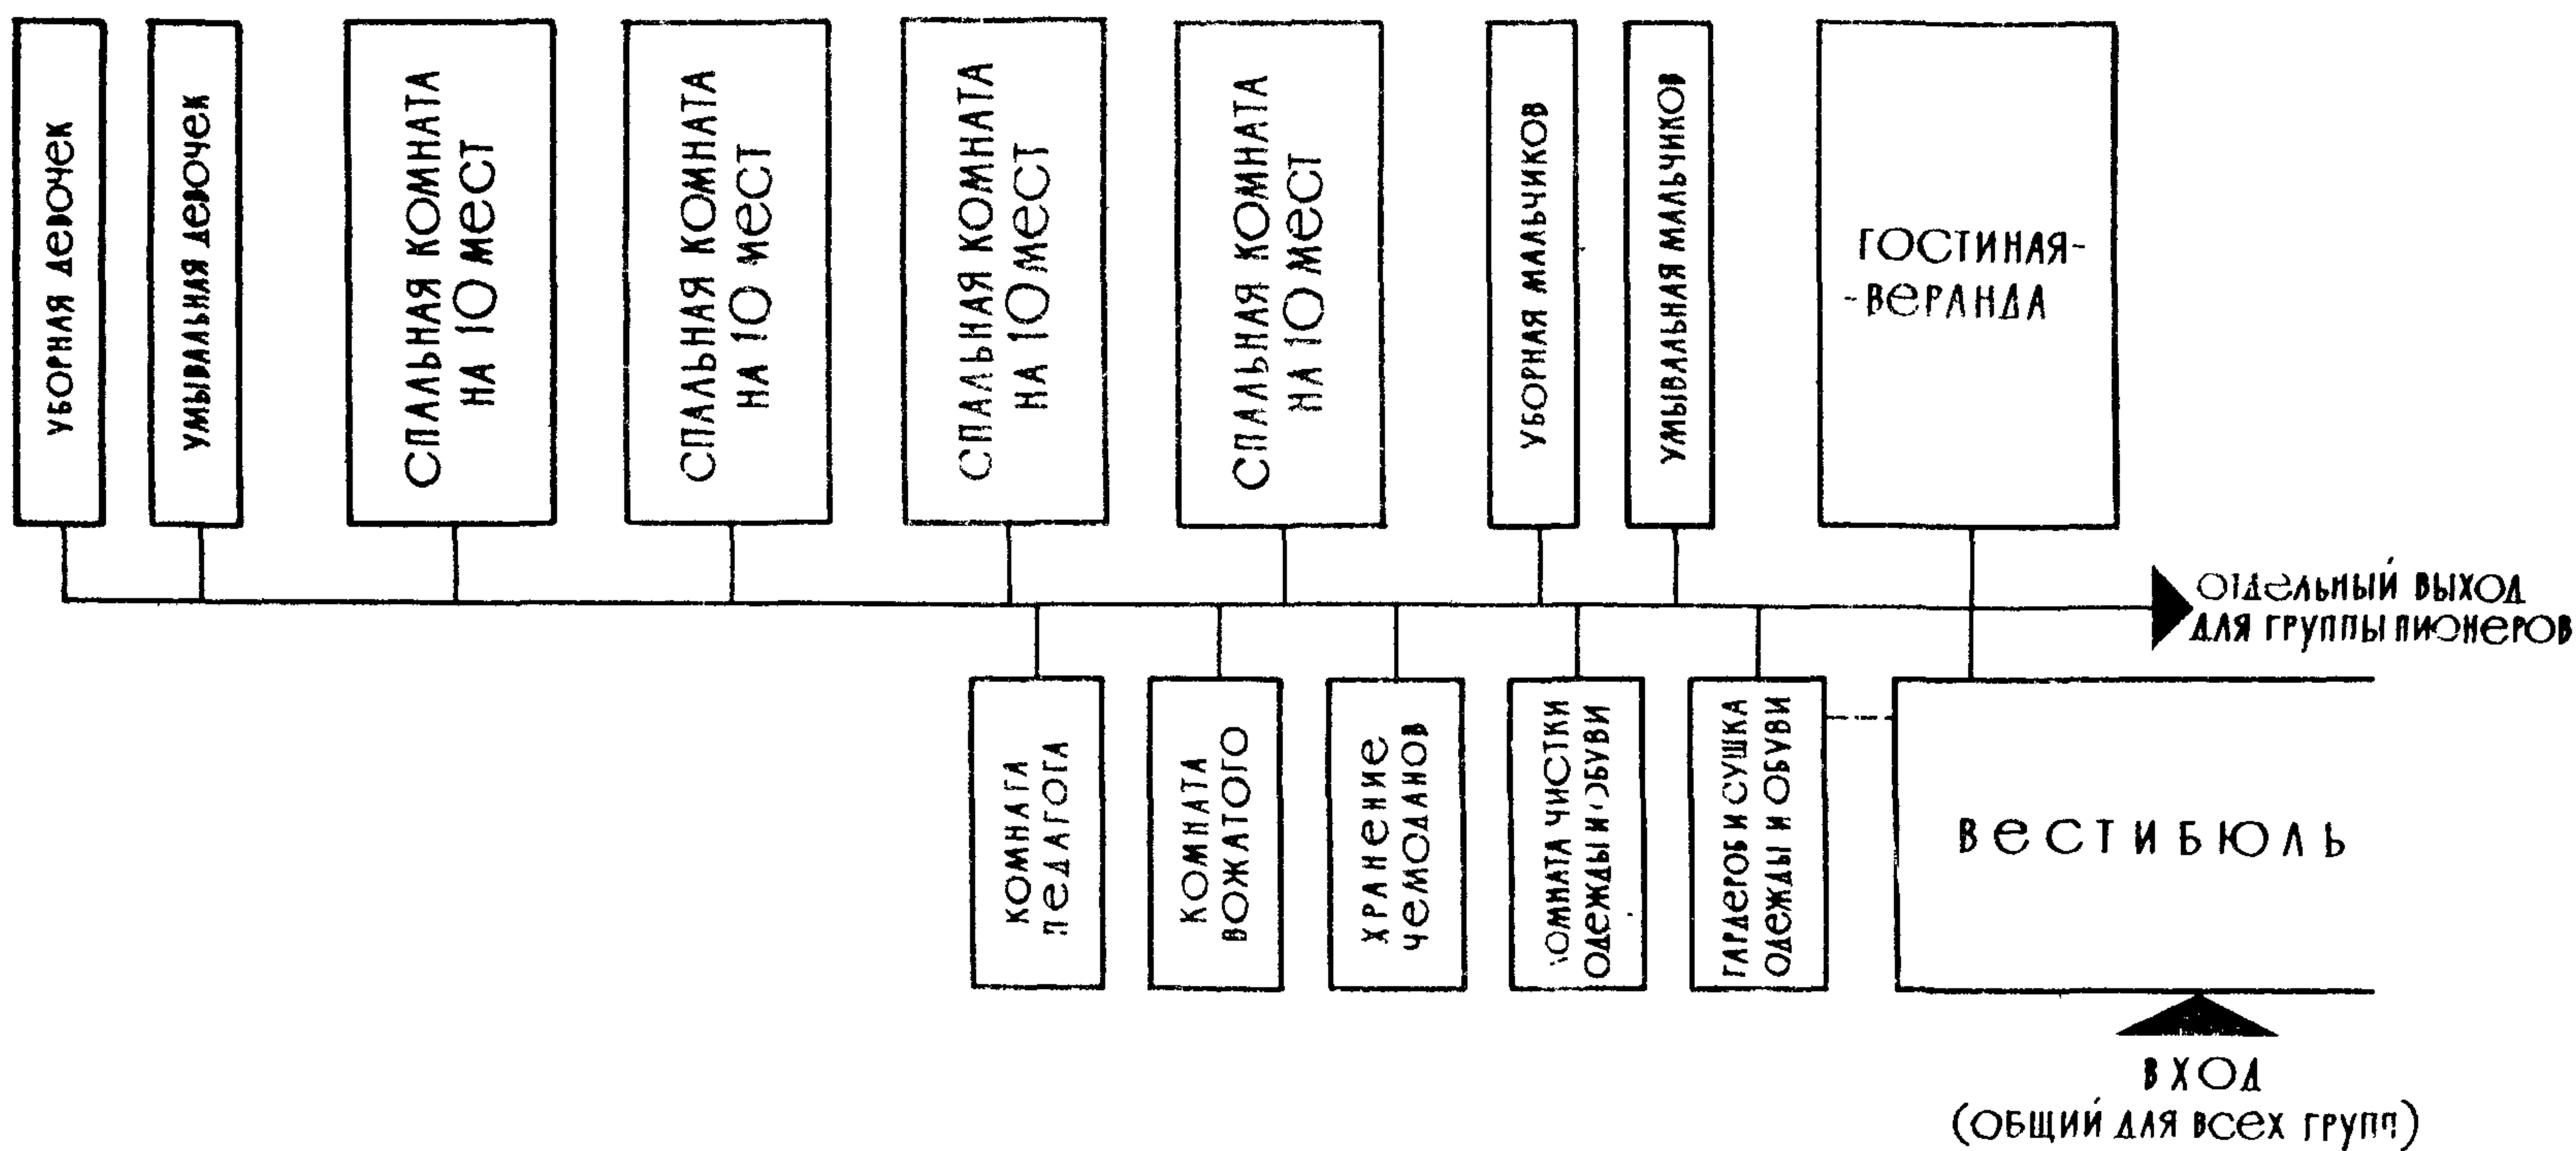 УБОРНАЯ ДЕВОЧЕК
УМЫВАЛЬНАЯ ДЕВОЧЕК
СПАЛЬНАЯ КОМНАТА
НА 10 МЕСТ
СПАЛЬНАЯ КОМНАТА
НА 10 МЕСТ
СПАЛЬНАЯ КОМНАТА
НА 10 МЕСТ
СПАЛЬНАЯ КОМНАТА
НА 10 МЕСТ
УБОРНАЯ МАЛЬЧИКОВ
УМЫВАЛЬНАЯ МАЛЬЧИКОВ
ГОСТИНАЯ-
-ВЕРАНДА
ОТДЕЛЬНЫЙ ВЫХОД
ДЛЯ ГРУППЫ ПИОНЕРОВ
КОМНАТА
ПЕДАГОГА
КОМНАТА
ВОЖАТОГО
ХРАНЕНИЕ
ЧЕМОДАНОВ
КОМНАТА ЧИСТКИ
ОДЕЖДЫ И ОБУВИ
ГАРДЕРОБ И СУШКА
ОДЕЖДЫ И ОБУВИ
ВЕСТИБЮЛЬ
ВХОД
(ОБЩИЙ ДЛЯ ВСЕХ ГРУПП)